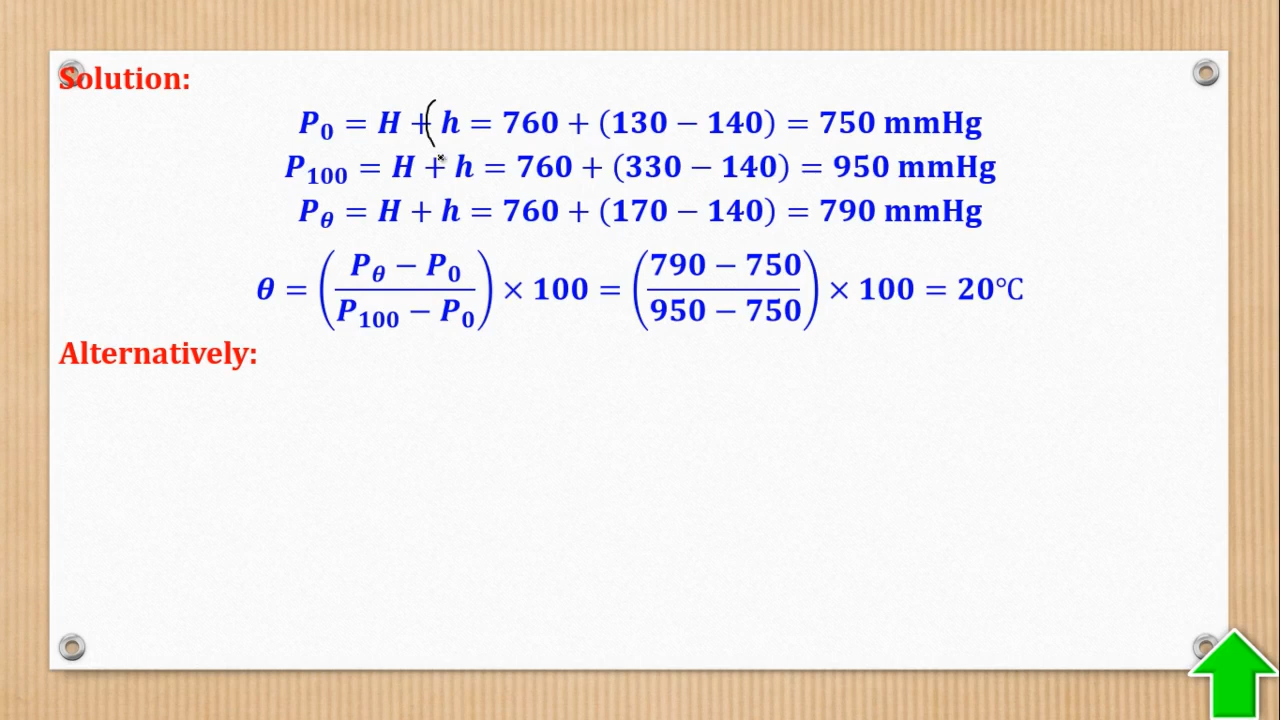 Solution:
P₀ = H + (h = 760 + (130 − 140) = 750 mmHg
P₁₀₀ = H + h = 760 + (330 − 140) = 950 mmHg
P_θ = H + h = 760 + (170 − 140) = 790 mmHg
θ = ((P_θ − P₀)/(P₁₀₀ − P₀)) × 100 = ((790 − 750)/(950 − 750)) × 100 = 20℃
Alternatively: